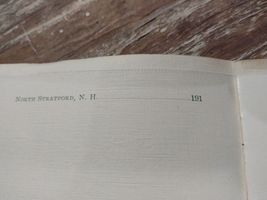 North Stratford, N. H. 191